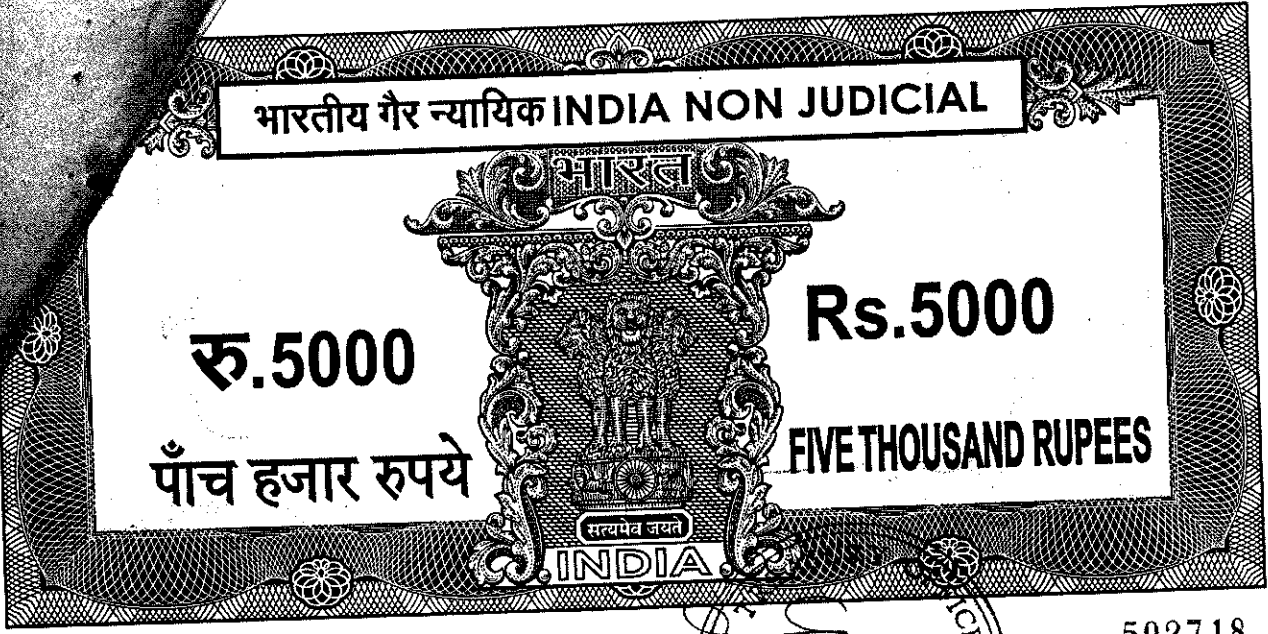 भारतीय गैर न्यायिक INDIA NON JUDICIAL
भारत
रु.5000
Rs.5000
पाँच हजार रुपये
FIVE THOUSAND RUPEES
सत्यमेव जयते
INDIA
502718